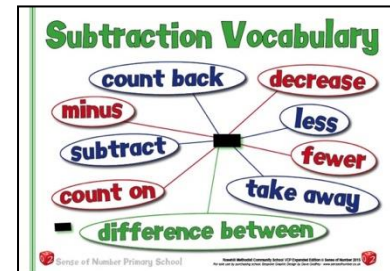 Subtraction Vocabulary
count back
decrease
minus
less
subtract
fewer
count on
take away
difference between
Sense of Number Primary School